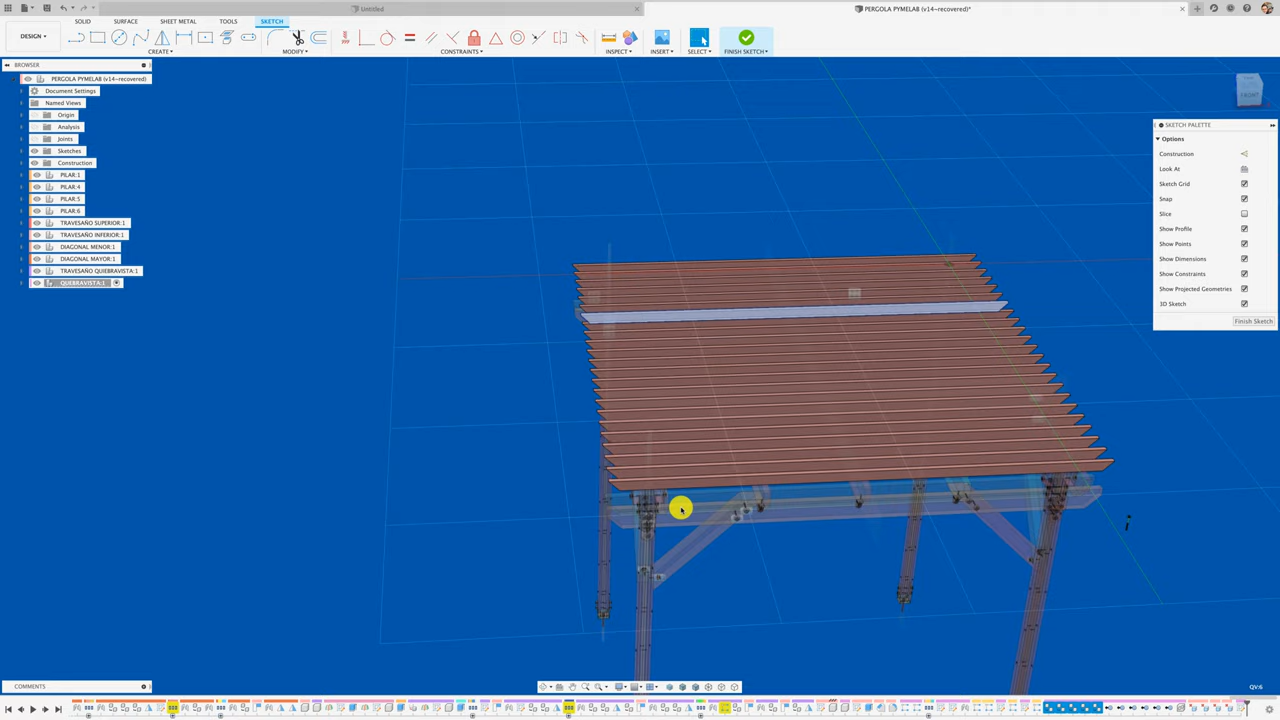 Untitled
PERGOLA PYMELAB (v14~recovered)*
SOLID SURFACE SHEET METAL TOOLS SKETCH
DESIGN
CREATE MODIFY CONSTRAINTS INSPECT INSERT SELECT FINISH SKETCH
BROWSER
PERGOLA PYMELAB (v14~recovered)
Document Settings
Named Views
Origin
Analysis
Joints
Sketches
Construction
PILAR:1
PILAR:4
PILAR:5
PILAR:6
TRAVESAÑO SUPERIOR:1
TRAVESAÑO INFERIOR:1
DIAGONAL MENOR:1
DIAGONAL MAYOR:1
TRAVESAÑO QUIEBRAVISTA:1
QUIEBRAVISTA:1
FRONT
SKETCH PALETTE
Options
Construction
Look At
Sketch Grid
Snap
Slice
Show Profile
Show Points
Show Dimensions
Show Constraints
Show Projected Geometries
3D Sketch
Finish Sketch
COMMENTS
QV:6